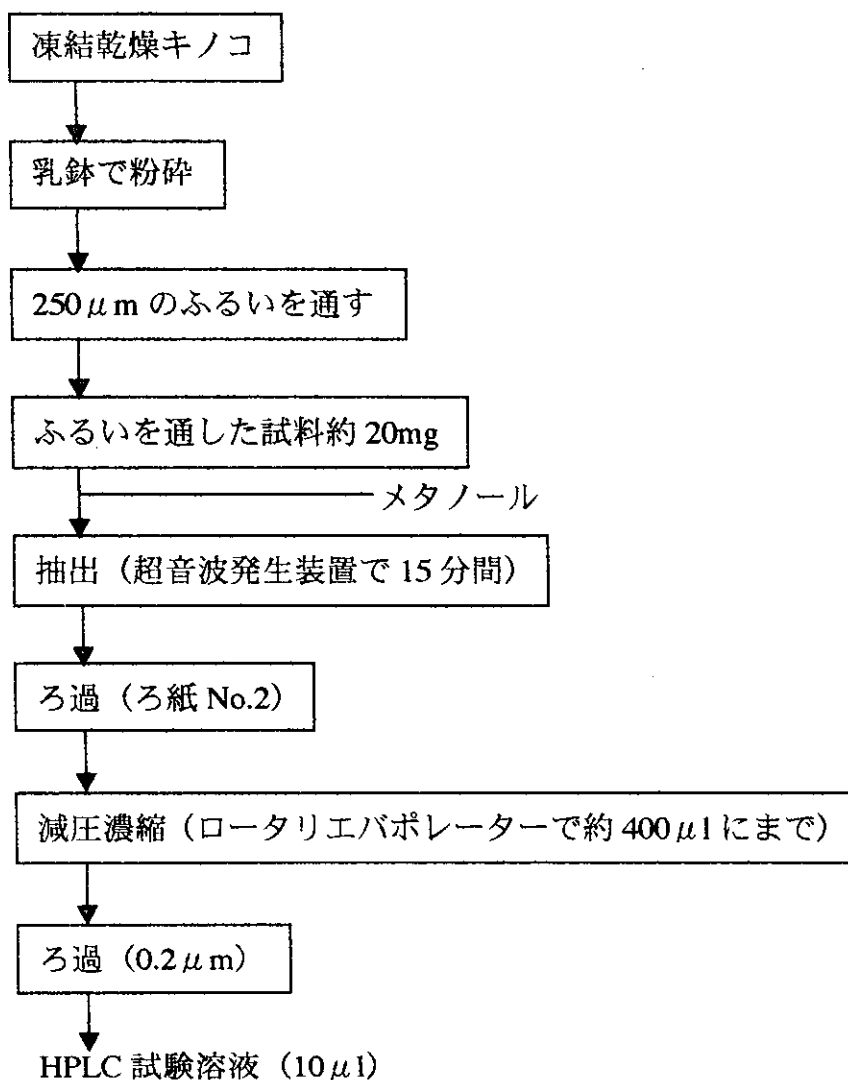 凍結乾燥キノコ
乳鉢で粉砕
250μmのふるいを通す
ふるいを通した試料約20mg
メタノール
抽出（超音波発生装置で15分間）
ろ過（ろ紙No.2）
減圧濃縮（ロータリエバポレーターで約400μlにまで）
ろ過（0.2μm）
HPLC試験溶液（10μl）